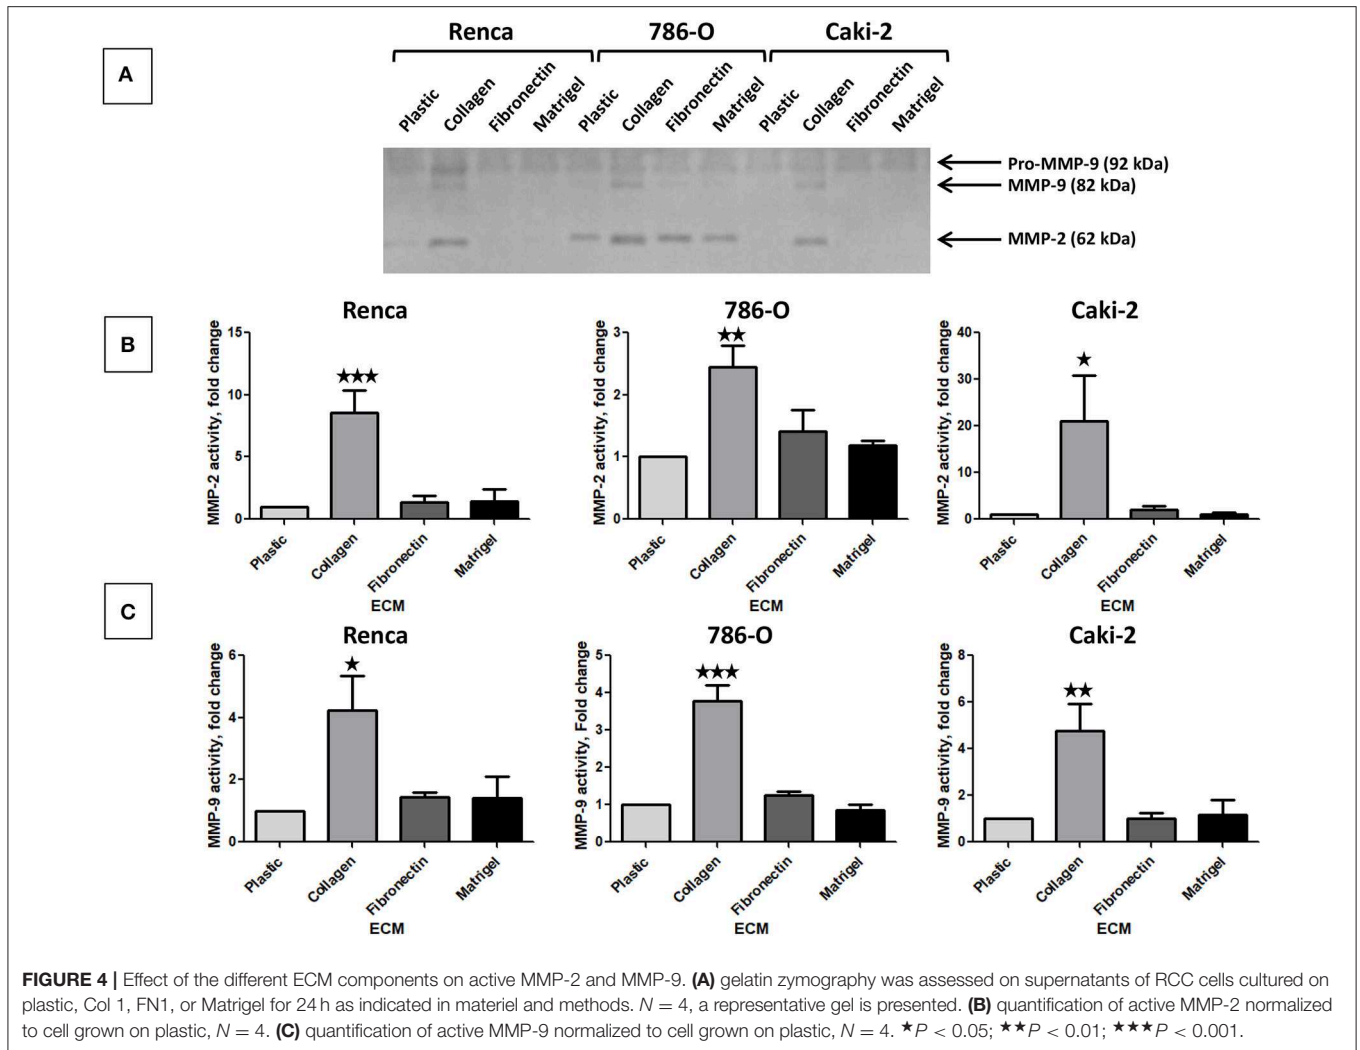 Renca 786-O Caki-2
A
Plastic Collagen Fibronectin Matrigel Plastic Collagen Fibronectin Matrigel Plastic Collagen Fibronectin Matrigel
Pro-MMP-9 (92 kDa)
MMP-9 (82 kDa)
MMP-2 (62 kDa)
B
Renca
MMP-2 activity, fold change
15
10
5
0
★★★
Plastic Collagen Fibronectin Matrigel
ECM
786-O
MMP-2 activity, fold change
3
2
1
0
★★
Plastic Collagen Fibronectin Matrigel
ECM
Caki-2
MMP-2 activity, fold change
40
30
20
10
0
★
Plastic Collagen Fibronectin Matrigel
ECM
C
Renca
MMP-9 activity, fold change
6
4
2
0
★
Plastic Collagen Fibronectin Matrigel
ECM
786-O
MMP-9 activity, Fold change
5
4
3
2
1
0
★★★
Plastic Collagen Fibronectin Matrigel
ECM
Caki-2
MMP-9 activity, fold change
8
6
4
2
0
★★
Plastic Collagen Fibronectin Matrigel
ECM
FIGURE 4 | Effect of the different ECM components on active MMP-2 and MMP-9. (A) gelatin zymography was assessed on supernatants of RCC cells cultured on
plastic, Col 1, FN1, or Matrigel for 24 h as indicated in materiel and methods. N = 4, a representative gel is presented. (B) quantification of active MMP-2 normalized
to cell grown on plastic, N = 4. (C) quantification of active MMP-9 normalized to cell grown on plastic, N = 4. ★P < 0.05; ★★P < 0.01; ★★★P < 0.001.